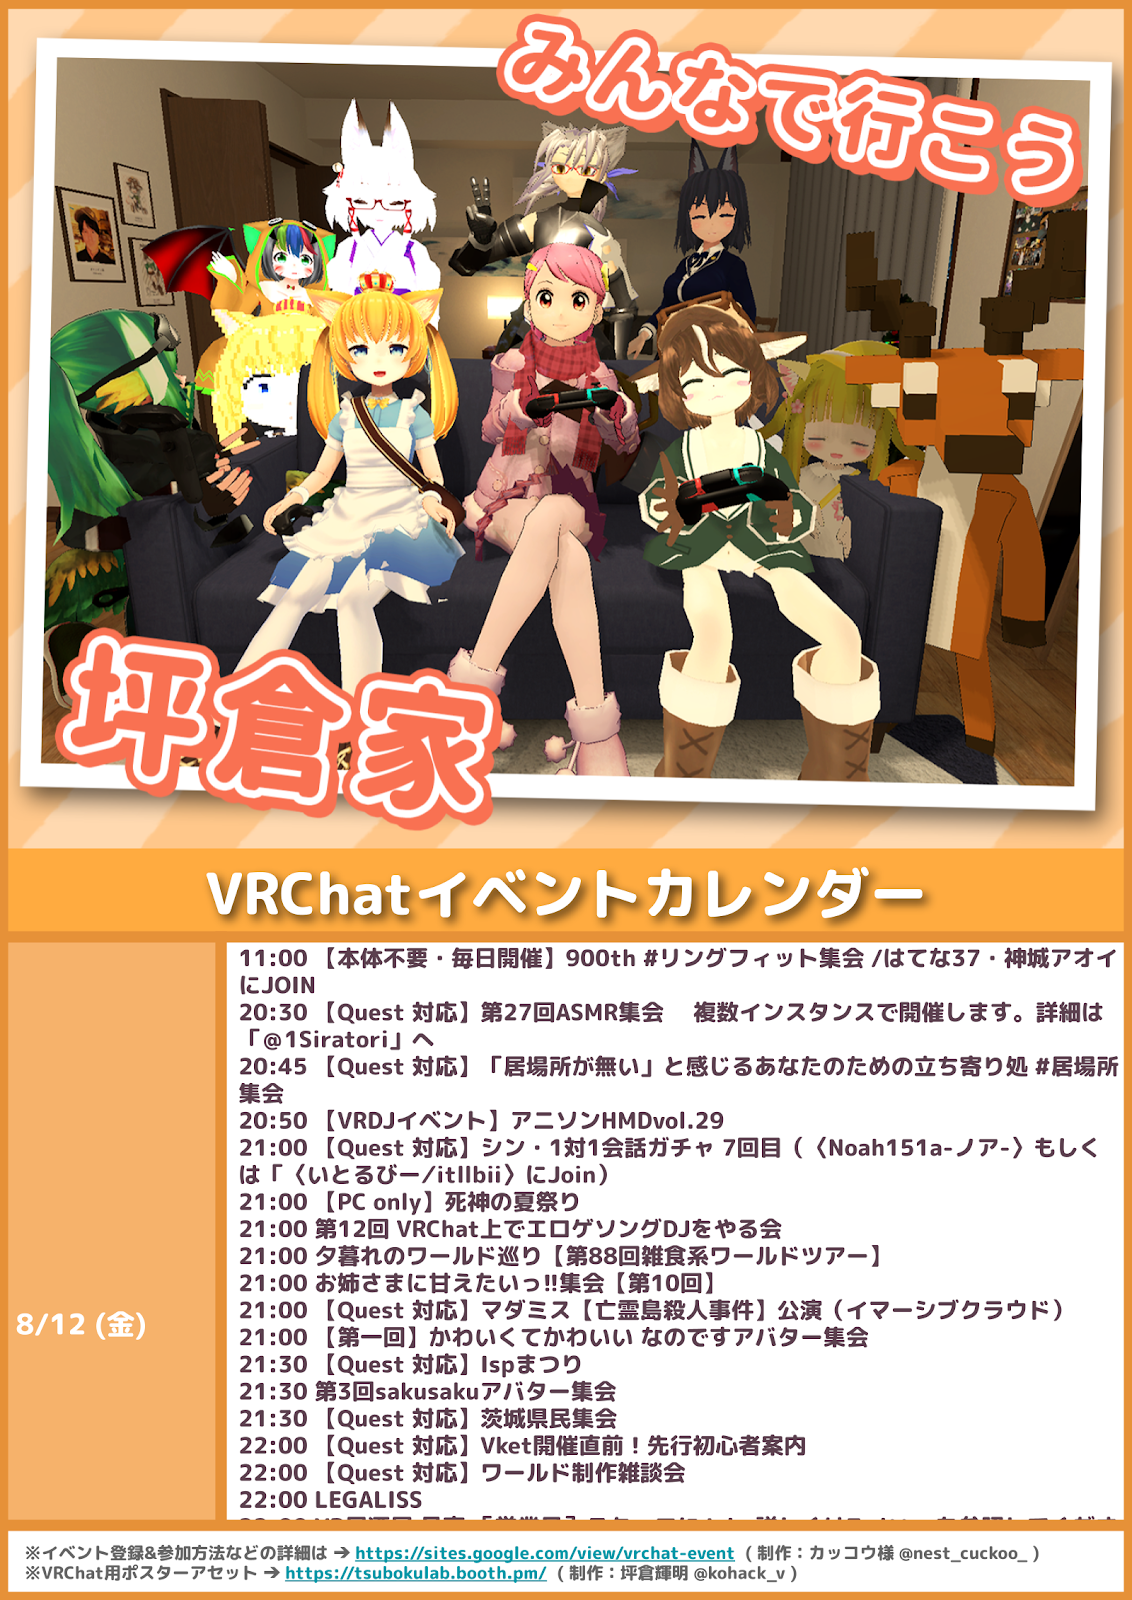 みんなで行こう
坪倉家
VRChatイベントカレンダー
8/12 (金)
11:00 【本体不要・毎日開催】900th #リングフィット集会 /はてな37・神城アオイ
にJOIN
20:30 【Quest 対応】第27回ASMR集会　複数インスタンスで開催します。詳細は
「@1Siratori」へ
20:45 【Quest 対応】「居場所が無い」と感じるあなたのための立ち寄り処 #居場所
集会
20:50 【VRDJイベント】アニソンHMDvol.29
21:00 【Quest 対応】シン・1対1会話ガチャ 7回目（〈Noah151a-ノア-〉もしく
は「〈いとるびー/itllbii〉にJoin）
21:00 【PC only】死神の夏祭り
21:00 第12回 VRChat上でエロゲソングDJをやる会
21:00 夕暮れのワールド巡り【第88回雑食系ワールドツアー】
21:00 お姉さまに甘えたいっ!!集会【第10回】
21:00 【Quest 対応】マダミス【亡霊島殺人事件】公演（イマーシブクラウド）
21:00 【第一回】かわいくてかわいい なのですアバター集会
21:30 【Quest 対応】Ispまつり
21:30 第3回sakusakuアバター集会
21:30 【Quest 対応】茨城県民集会
22:00 【Quest 対応】Vket開催直前！先行初心者案内
22:00 【Quest 対応】ワールド制作雑談会
22:00 LEGALISS
※イベント登録&参加方法などの詳細は → https://sites.google.com/view/vrchat-event （ 制作：カッコウ様 @nest_cuckoo_ ）
※VRChat用ポスターアセット → https://tsubokulab.booth.pm/ （ 制作：坪倉輝明 @kohack_v ）